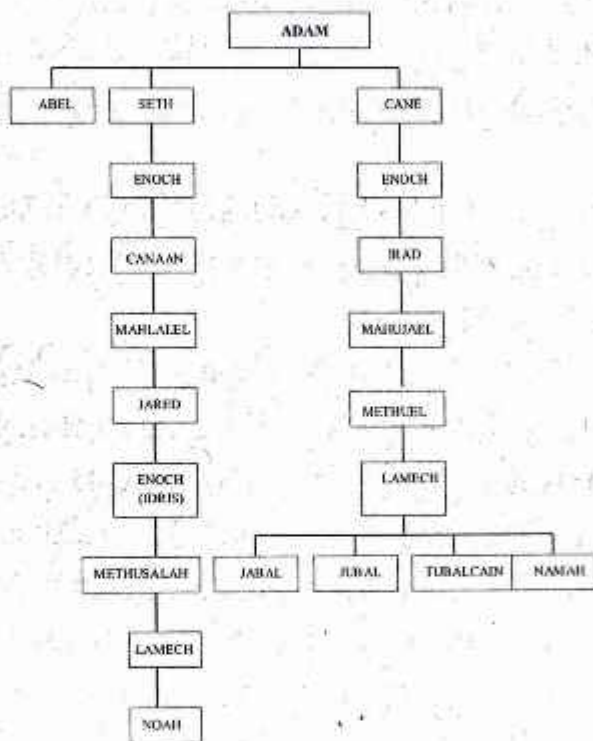 ADAM
ABEL SETH CANE
ENOCH ENOCH
CANAAN IRAD
MAHLALEL MAHUJAEL
JARED METHUEL
ENOCH LAMECH
(IDRIS)
METHUSALAH JABAL JUBAL TUBALCAIN NAMAH
LAMECH
NOAH